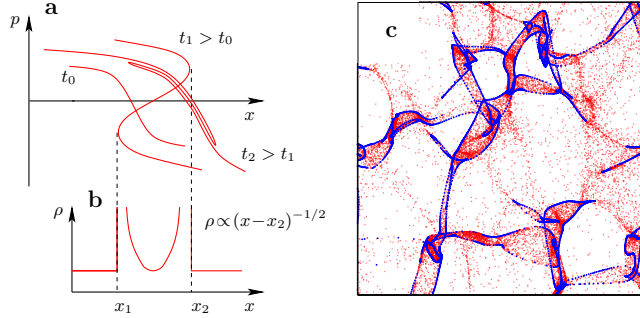 a
p
t₁ > t₀
t₀
x
t₂ > t₁
b
ρ
ρ∝(x−x₂)⁻¹/²
x₁
x₂
x
c